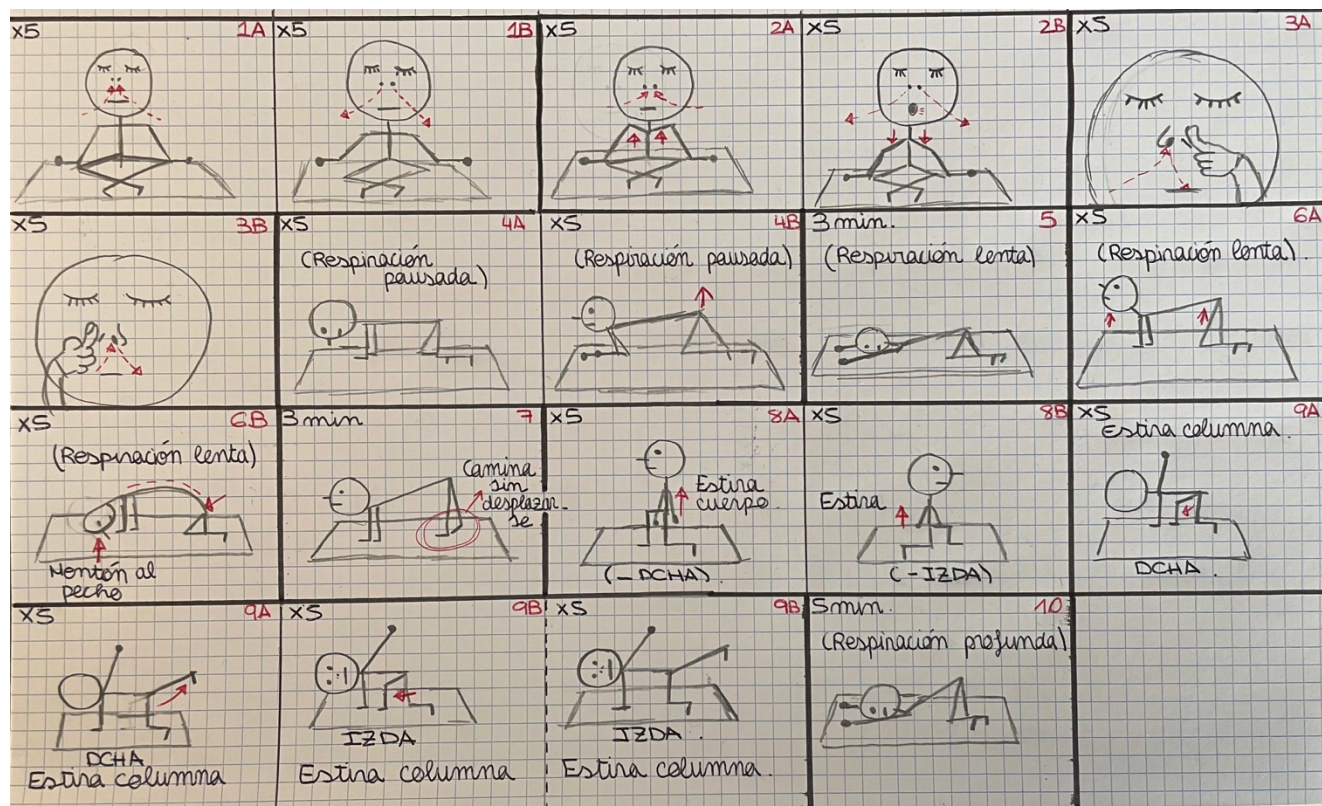 x5 1A
x5 1B
x5 2A
x5 2B
x5 3A
x5 3B
x5 4A
(Respiración
pausada)
x5 4B
(Respiración pausada)
3 min. 5
(Respiración lenta)
x5 6A
(Respiración lenta).
x5 6B
(Respiración lenta)
Mentón al
pecho
3 min 7
Camina
sin
desplazar-
se
x5 8A
Estira
cuerpo.
(-DCHA).
x5 8B
Estira
(-IZDA)
x5 9A
Estira columna.
DCHA.
x5 9A
DCHA
Estira columna
x5 9B
IZDA
Estira columna
x5 9B
IZDA.
Estira columna.
5 min. 10
(Respiración profunda)